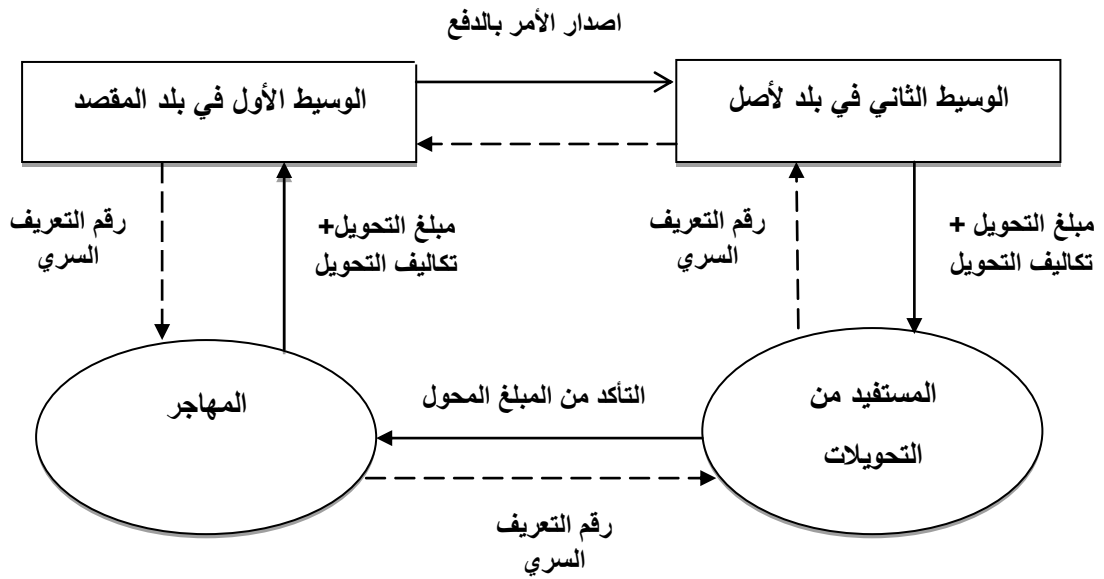 اصدار الأمر بالدفع
الوسيط الثاني في بلد لأصل
الوسيط الأول في بلد المقصد
مبلغ التحويل +
تكاليف التحويل
رقم التعريف
السري
مبلغ التحويل+
تكاليف التحويل
رقم التعريف
السري
المستفيد من
التحويلات
التأكد من المبلغ المحول
المهاجر
رقم التعريف
السري